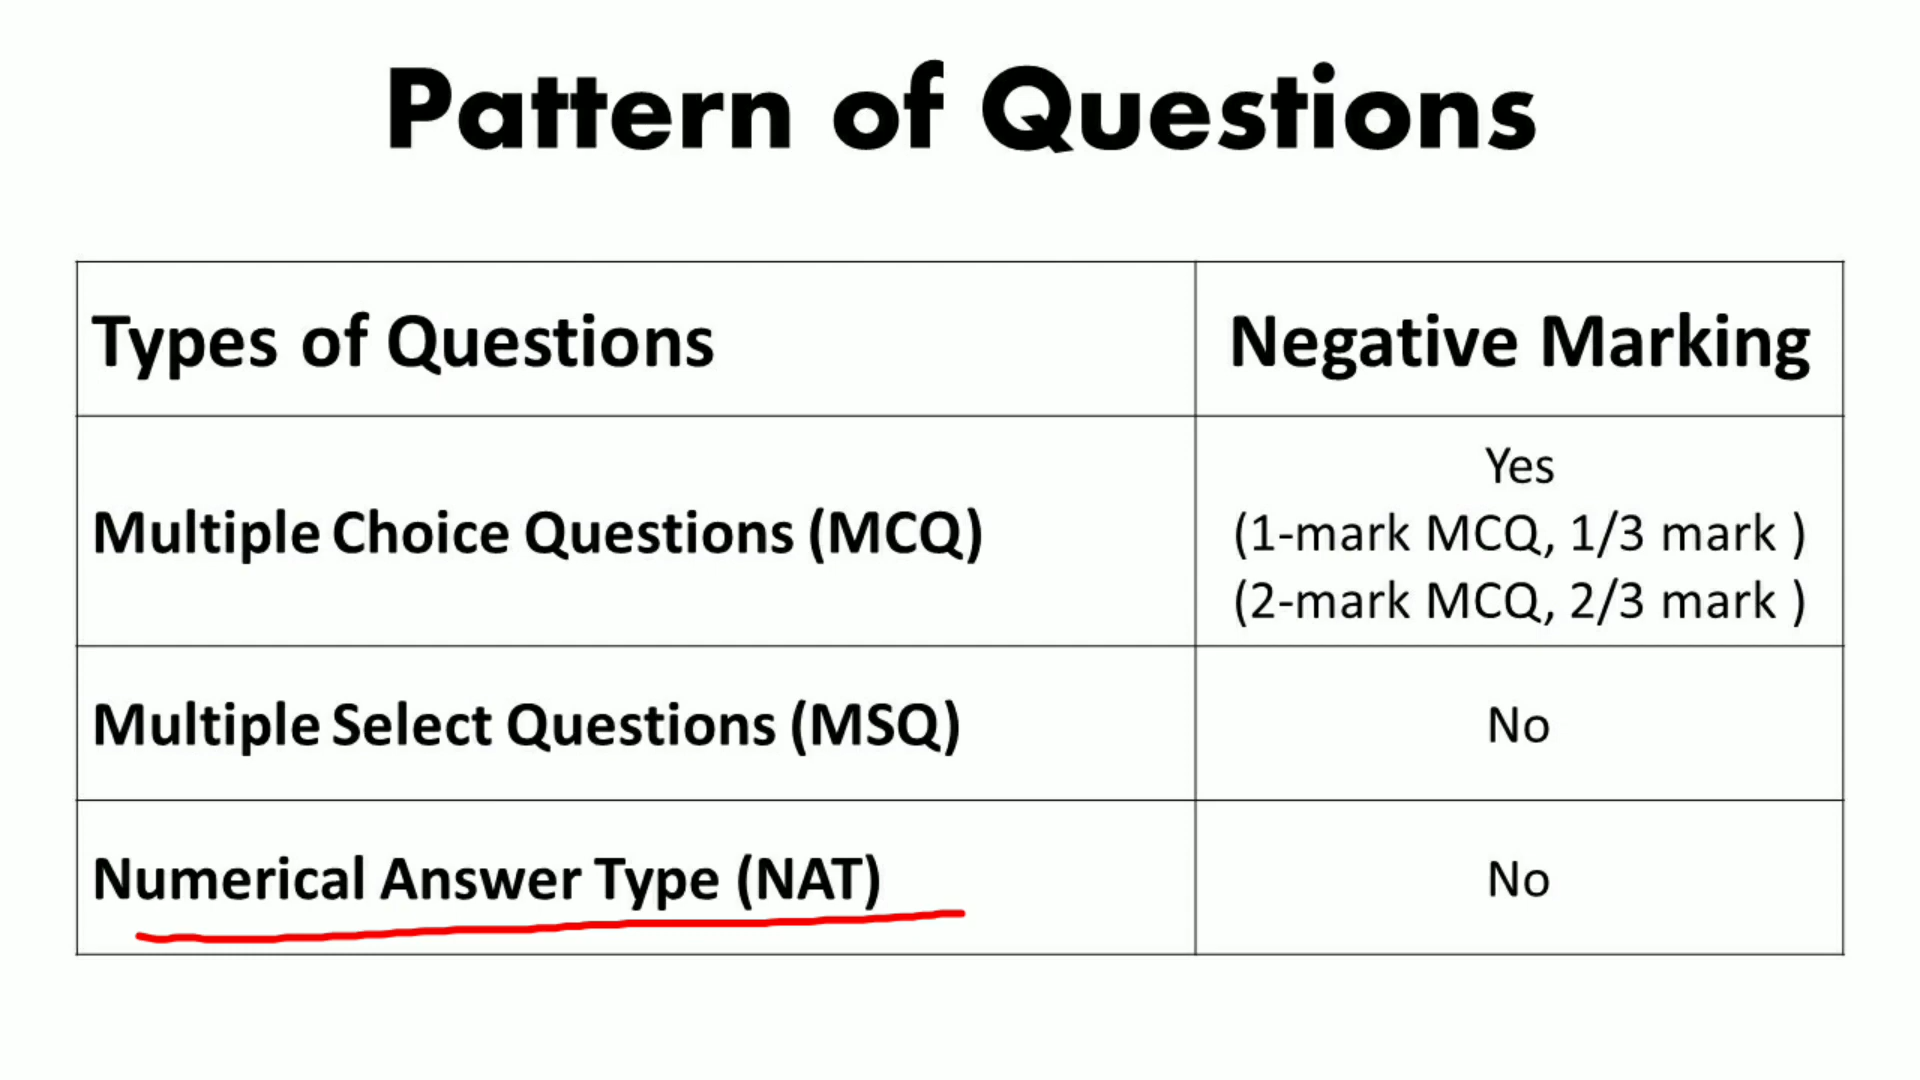 Pattern of Questions
Types of Questions
Negative Marking
Multiple Choice Questions (MCQ)
Yes
(1-mark MCQ, 1/3 mark )
(2-mark MCQ, 2/3 mark )
Multiple Select Questions (MSQ)
No
Numerical Answer Type (NAT)
No